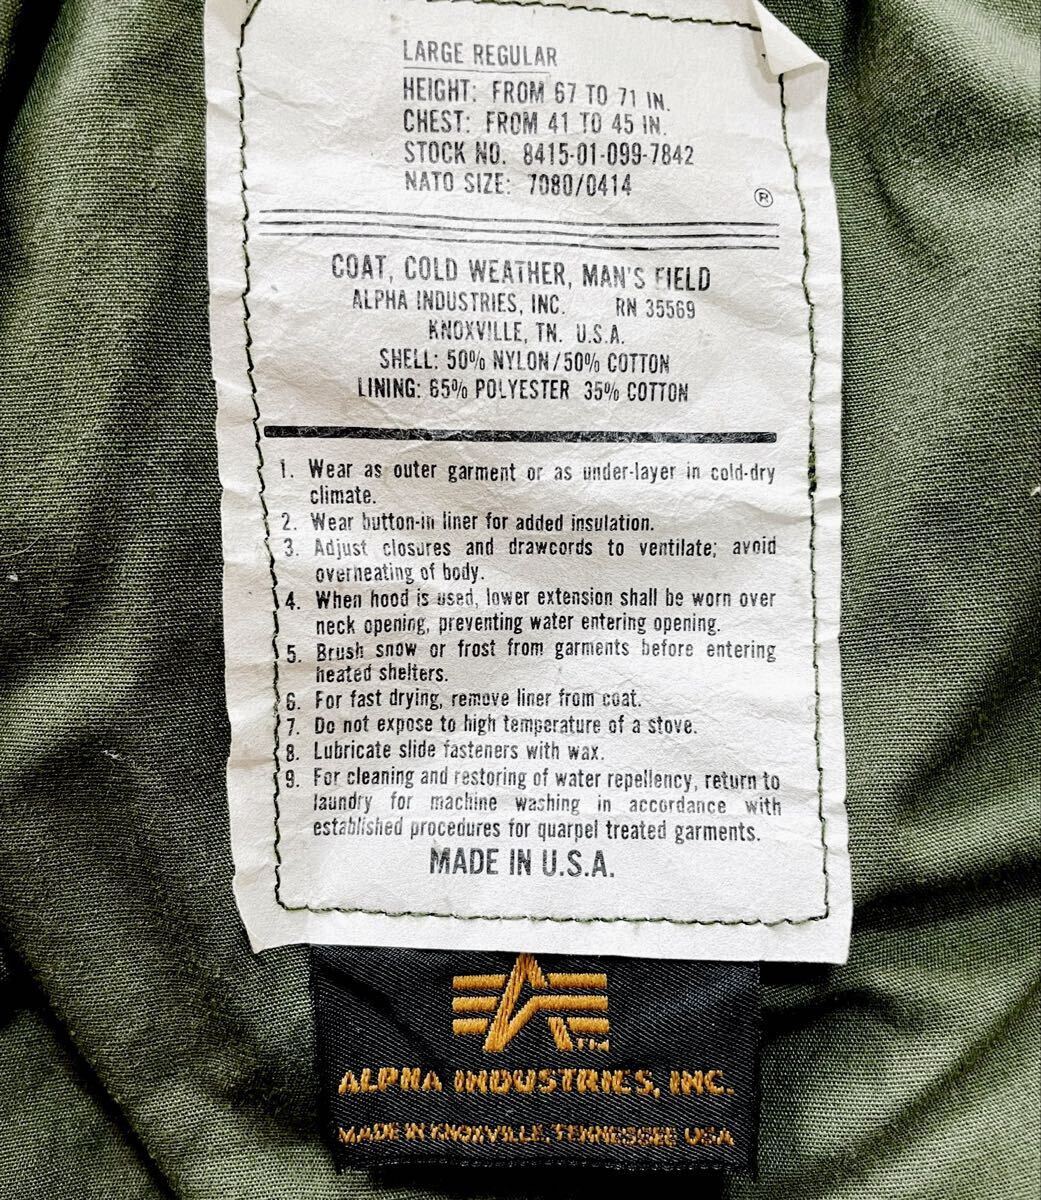 LARGE REGULAR
HEIGHT: FROM 67 TO 71 IN.
CHEST: FROM 41 TO 45 IN.
STOCK NO. 8415-01-099-7842
NATO SIZE: 7080/0414
®
COAT, COLD WEATHER, MAN'S FIELD
ALPHA INDUSTRIES, INC. RN 35569
KNOXVILLE, TN. U.S.A.
SHELL: 50% NYLON/50% COTTON
LINING: 65% POLYESTER 35% COTTON
1. Wear as outer garment or as under-layer in cold-dry
climate.
2. Wear button-in liner for added insulation.
3. Adjust closures and drawcords to ventilate; avoid
overheating of body.
4. When hood is used, lower extension shall be worn over
neck opening, preventing water entering opening.
5. Brush snow or frost from garments before entering
heated shelters.
6. For fast drying, remove liner from coat.
7. Do not expose to high temperature of a stove.
8. Lubricate slide fasteners with wax.
9. For cleaning and restoring of water repellency, return to
laundry for machine washing in accordance with
established procedures for quarpel treated garments.
MADE IN U.S.A.
TM
ALPHA INDUSTRIES, INC.
MADE IN KNOXVILLE, TENNESSEE USA